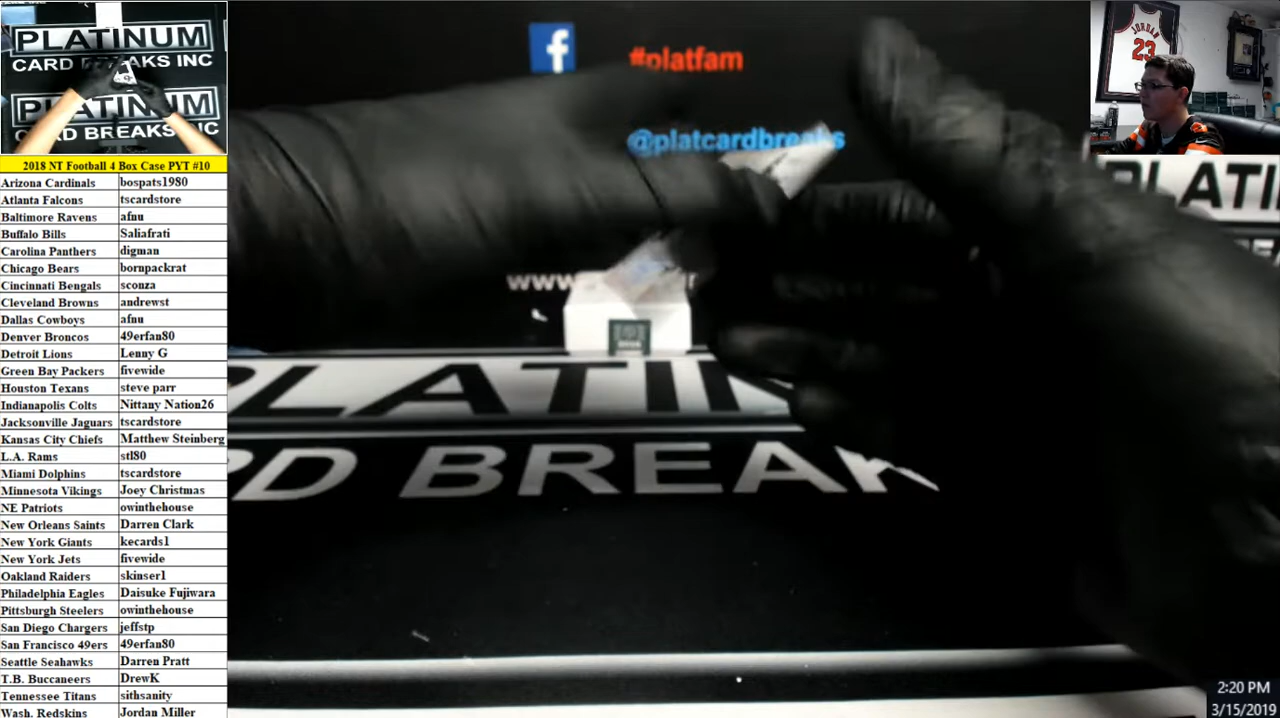 PLATINUM
CARD BREAKS INC
PLATINUM
CARD BREAKS INC
#platfam
@platcardbreaks
www
JORDAN
23
PLATI
PLATIN
RD BREAK
2018 NT Football 4 Box Case PYT #10
Arizona Cardinals bospats1980
Atlanta Falcons tscardstore
Baltimore Ravens afnu
Buffalo Bills Saliafrati
Carolina Panthers digman
Chicago Bears bornpackrat
Cincinnati Bengals sconza
Cleveland Browns andrewst
Dallas Cowboys afnu
Denver Broncos 49erfan80
Detroit Lions Lenny G
Green Bay Packers fivewide
Houston Texans steve parr
Indianapolis Colts Nittany Nation26
Jacksonville Jaguars tscardstore
Kansas City Chiefs Matthew Steinberg
L.A. Rams stl80
Miami Dolphins tscardstore
Minnesota Vikings Joey Christmas
NE Patriots owinthehouse
New Orleans Saints Darren Clark
New York Giants kecards1
New York Jets fivewide
Oakland Raiders skinser1
Philadelphia Eagles Daisuke Fujiwara
Pittsburgh Steelers owinthehouse
San Diego Chargers jeffstp
San Francisco 49ers 49erfan80
Seattle Seahawks Darren Pratt
T.B. Buccaneers DrewK
Tennessee Titans sithsanity
Wash. Redskins Jordan Miller
2:20 PM
3/15/2019